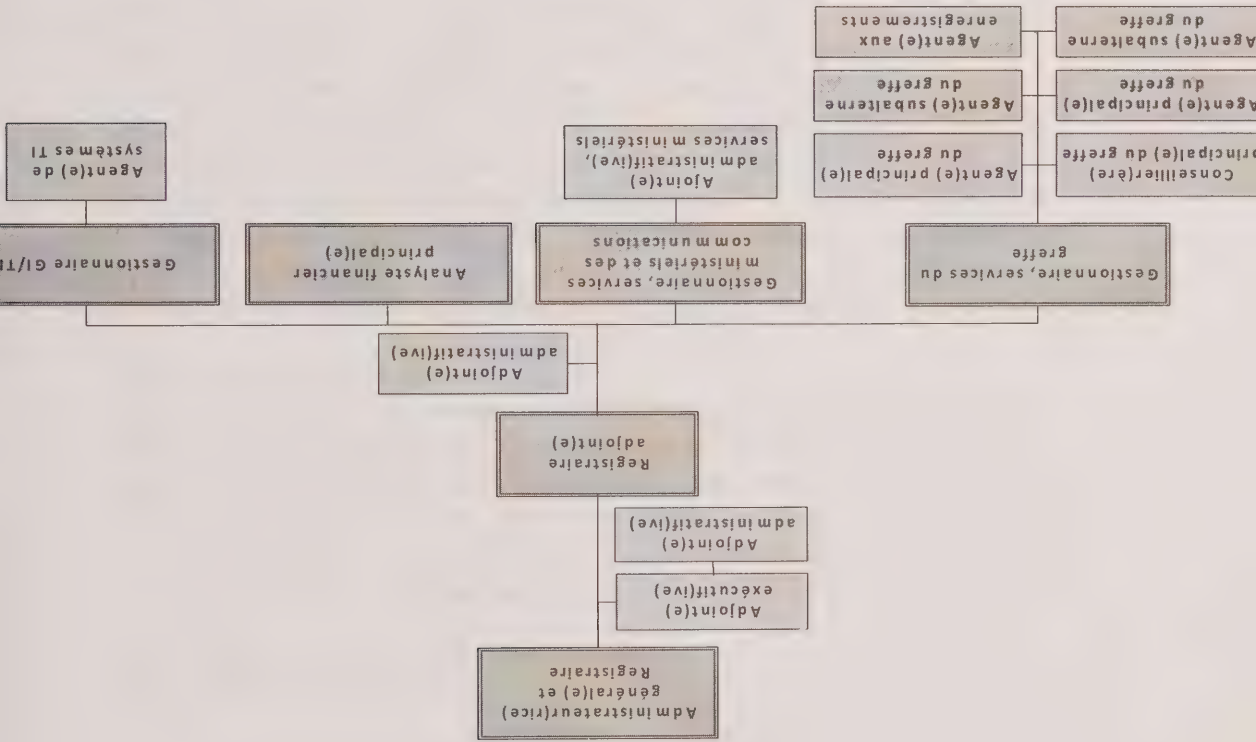 Administrateur(rice)
général(e) et
Registraire
Adjoint(e)
exécutitif(ive)
Adjoint(e)
administratif(ive)
Registraire
adjoint(e)
Adjoint(e)
administratif(ive)
Gestionnaire, services du
greffe
Gestionnaire, services
ministériels et des
communications
Analyste financier
principal(e)
Gestionnaire GI/TI
Conseiller(ère)
principal(e) du greffe
Agent(e) principal(e)
du greffe
Agent(e) principal(e)
du greffe
Agent(e) subalterne
du greffe
Agent(e) subalterne
du greffe
Agent(e) aux
enregistrements
Ajoint(e)
administratif(ive),
services ministériels
Agent(e) de
systèmes TI